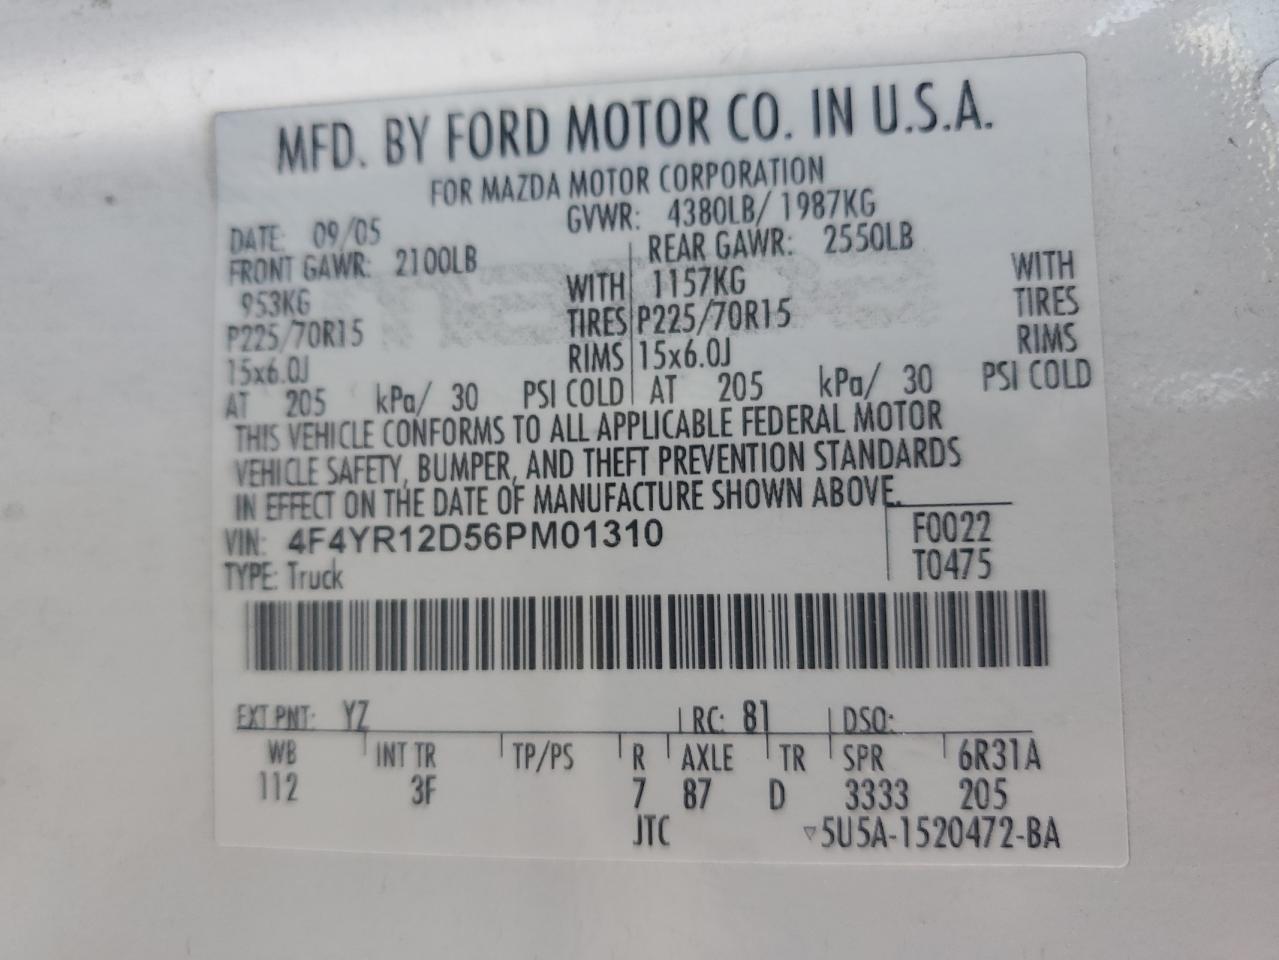 MFD. BY FORD MOTOR CO. IN U.S.A.
FOR MAZDA MOTOR CORPORATION
DATE: 09/05 GVWR: 4380LB/ 1987KG
FRONT GAWR: 2100LB REAR GAWR: 2550LB
953KG WITH 1157KG WITH
P225/70R15 TIRES P225/70R15 TIRES
15x6.0J RIMS 15x6.0J RIMS
AT 205 kPa/ 30 PSI COLD AT 205 kPa/ 30 PSI COLD
THIS VEHICLE CONFORMS TO ALL APPLICABLE FEDERAL MOTOR
VEHICLE SAFETY, BUMPER, AND THEFT PREVENTION STANDARDS
IN EFFECT ON THE DATE OF MANUFACTURE SHOWN ABOVE.
VIN: 4F4YR12D56PM01310 F0022
TYPE: Truck T0475
EXT PNT: YZ RC: 81 DSO:
WB INT TR TP/PS R AXLE TR SPR 6R31A
112 3F 7 87 D 3333 205
JTC ▽5U5A-1520472-BA